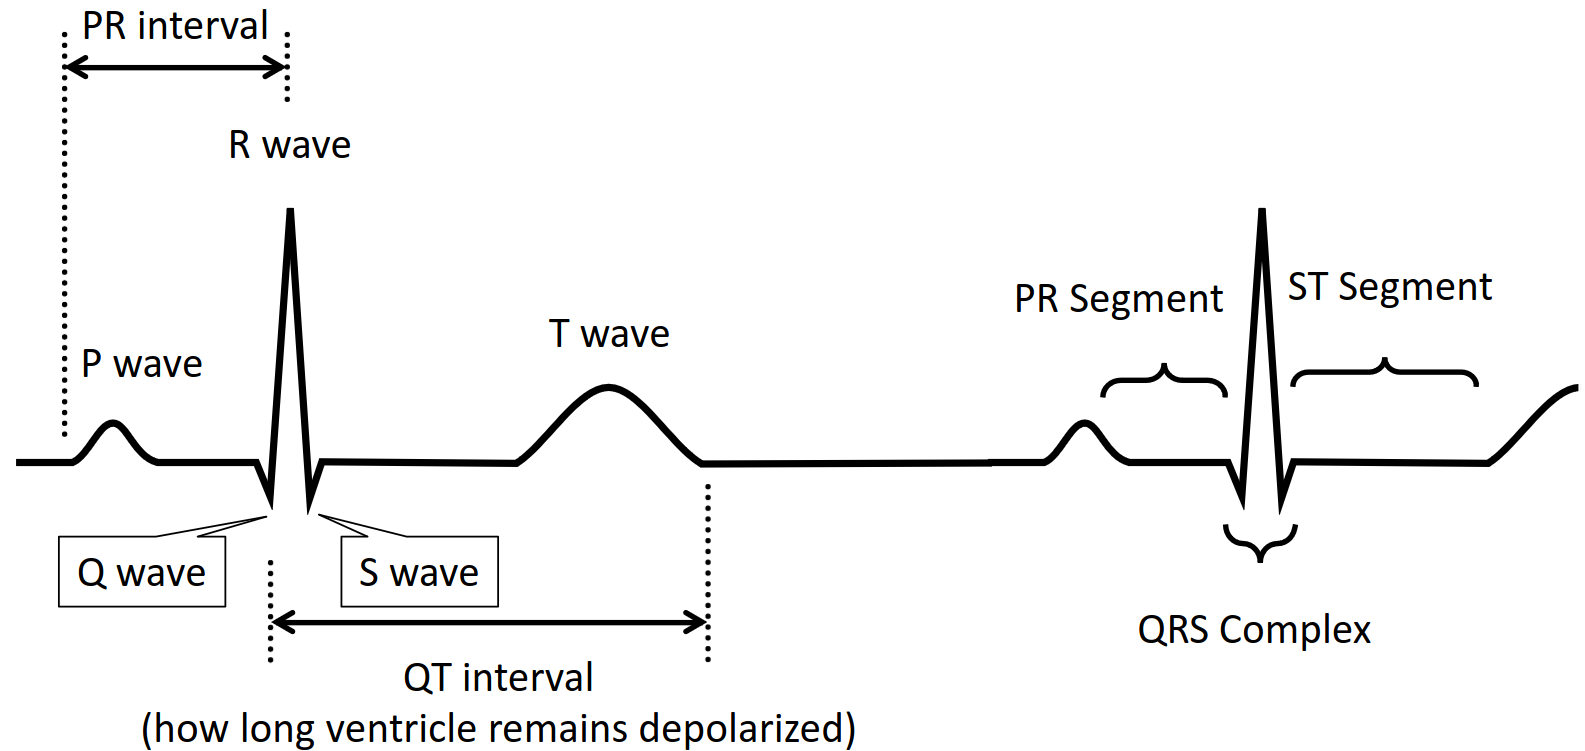 PR interval
R wave
P wave
T wave
Q wave
S wave
QT interval
(how long ventricle remains depolarized)
PR Segment
ST Segment
QRS Complex